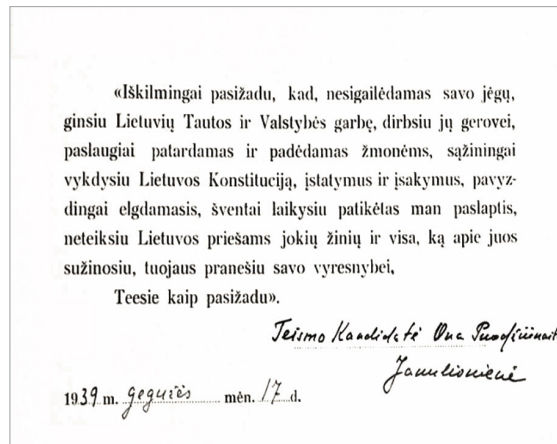 «Iškilmingai pasižadu, kad, nesigailėdamas savo jėgų,
ginsiu Lietuvių Tautos ir Valstybės garbę, dirbsiu jų gerovei,
paslaugiai patardamas ir padėdamas žmonėms, sąžiningai
vykdysiu Lietuvos Konstituciją, įstatymus ir įsakymus, pavyz-
dingai elgdamasis, šventai laikysiu patikėtas man paslaptis,
neteiksiu Lietuvos priešams jokių žinių ir visa, ką apie juos
sužinosiu, tuojaus pranešiu savo vyresnybei.
Teesie kaip pasižadu».
Teismo Kandidatė Ona
1939 m. gegužės mėn. 17 d.